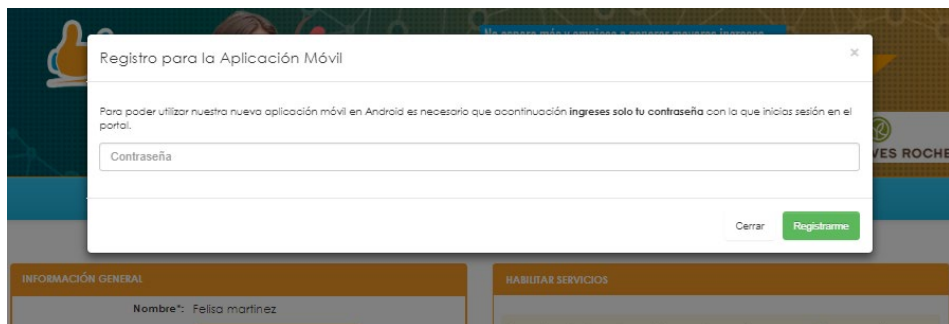 Registro para la Aplicación Móvil
×
Para poder utilizar nuestra nueva aplicación móvil en Android es necesario que acontinuación ingreses solo tu contraseña con la que inicias sesión en el
portal.
Contraseña
VES ROCHE
Cerrar
Registrarme
INFORMACIÓN GENERAL
HABILITAR SERVICIOS
Nombre*: Felisa martinez